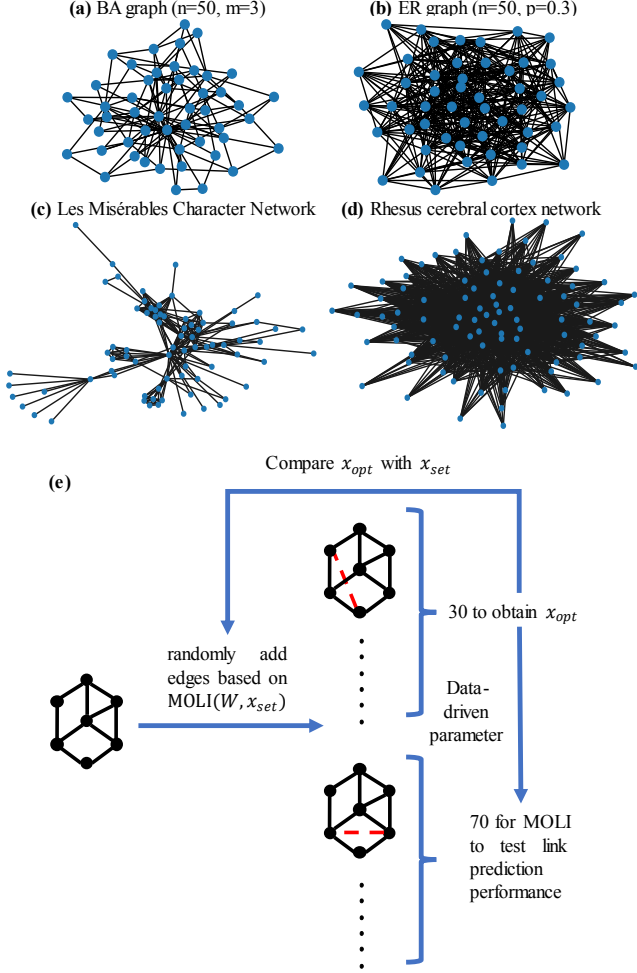 (a) BA graph (n=50, m=3)
(b) ER graph (n=50, p=0.3)
(c) Les Misérables Character Network
(d) Rhesus cerebral cortex network
(e)
Compare x_opt with x_set
randomly add
edges based on
MOLI(W, x_set)
30 to obtain x_opt
Data-
driven
parameter
70 for MOLI
to test link
prediction
performance